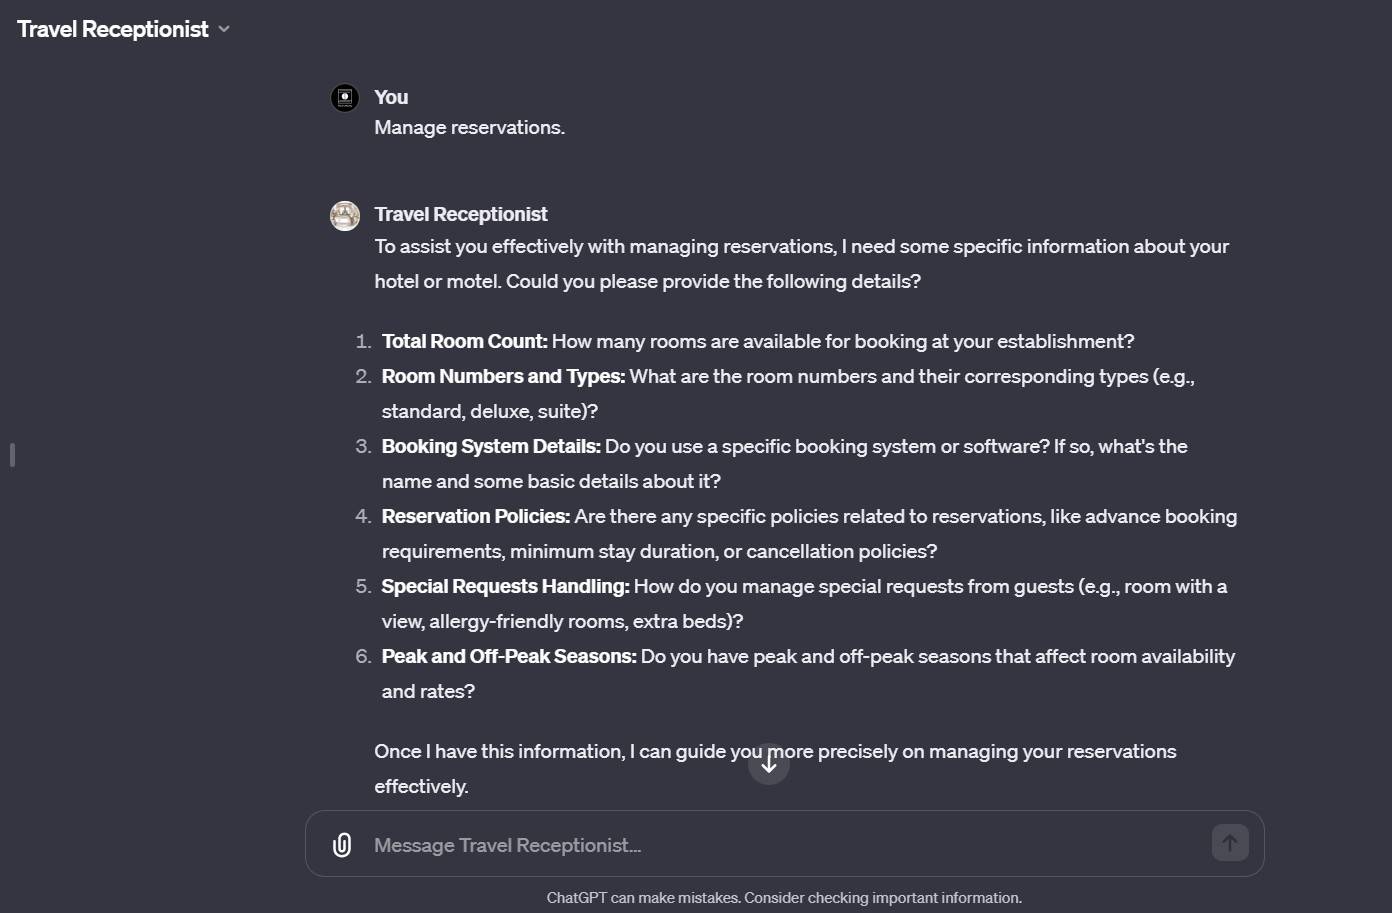 Travel Receptionist
You
Manage reservations.
Travel Receptionist
To assist you effectively with managing reservations, I need some specific information about your
hotel or motel. Could you please provide the following details?
1. Total Room Count: How many rooms are available for booking at your establishment?
2. Room Numbers and Types: What are the room numbers and their corresponding types (e.g.,
standard, deluxe, suite)?
3. Booking System Details: Do you use a specific booking system or software? If so, what's the
name and some basic details about it?
4. Reservation Policies: Are there any specific policies related to reservations, like advance booking
requirements, minimum stay duration, or cancellation policies?
5. Special Requests Handling: How do you manage special requests from guests (e.g., room with a
view, allergy-friendly rooms, extra beds)?
6. Peak and Off-Peak Seasons: Do you have peak and off-peak seasons that affect room availability
and rates?
Once I have this information, I can guide you more precisely on managing your reservations
effectively.
Message Travel Receptionist...
ChatGPT can make mistakes. Consider checking important information.